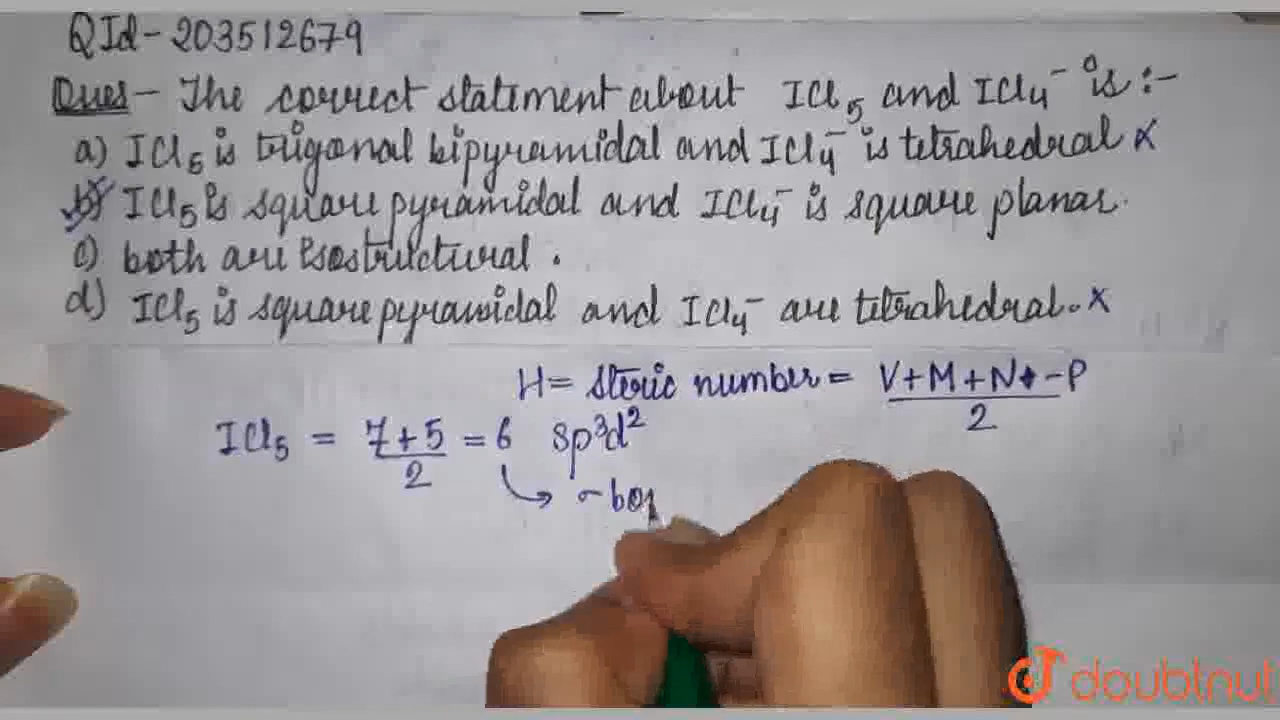 QId-203512679
Ques - The correct statement about ICl5 and ICl4⁻ is :-
a) ICl5 is trigonal bipyramidal and ICl4⁻ is tetrahedral ×
b) ICl5 is square pyramidal and ICl4⁻ is square planar.
c) both are isostructural.
d) ICl5 is square pyramidal and ICl4⁻ are tetrahedral. ×
H = steric number = V+M+N-P / 2
ICl5 = 7+5 / 2 = 6 sp³d²
σ bon
doubtnut